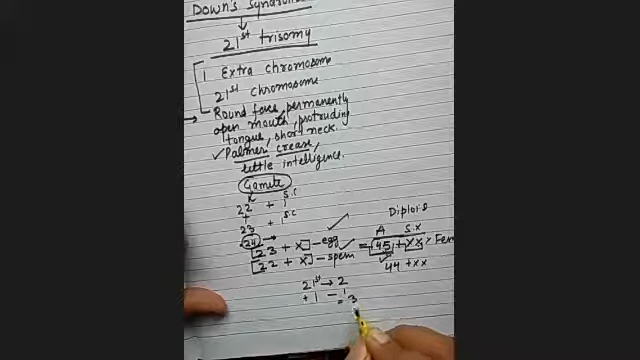 Down's Syndrome
↓
21st trisomy
1 Extra chromosome
21st chromosome
→ Round face, permanently
open mouth, protruding
tongue, short neck.
✓Palmer crease,
little intelligence.
Gamete
22 + 1 S.C
+
23 + 1 S.C
24 →
23 + X - egg
22 + X - sperm
Diploid
A S.X
= 45 + XX Fem
44 + XX
21st → 2
+ 1 - 1
= 3